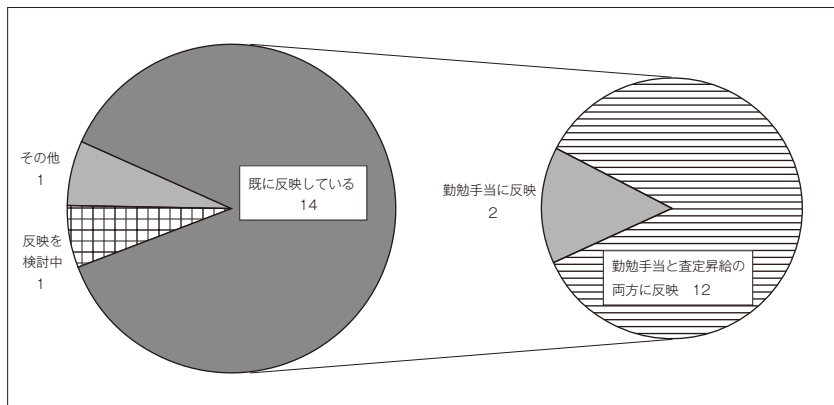 その他
1
反映を
検討中
1
既に反映している
14
勤勉手当に反映
2
勤勉手当と査定昇給の
両方に反映　12